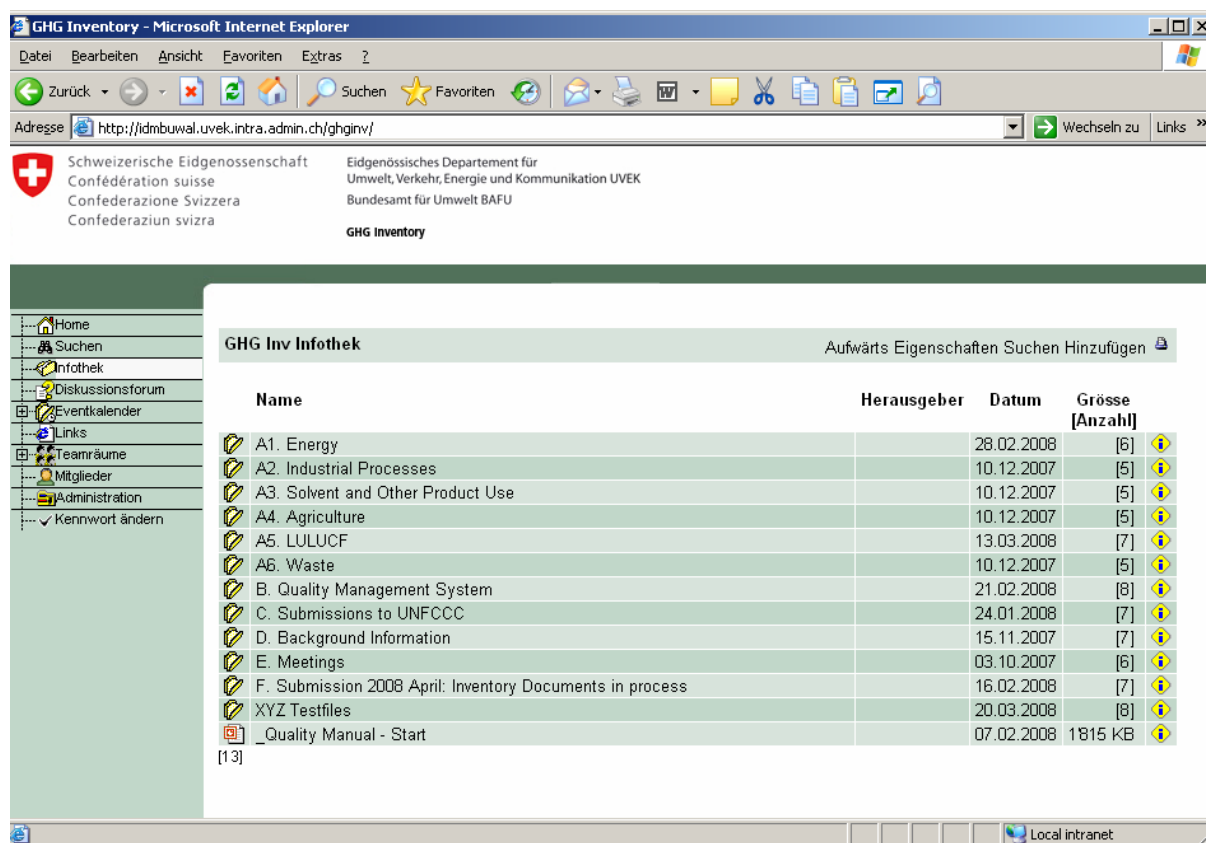 GHG Inventory - Microsoft Internet Explorer
Datei Bearbeiten Ansicht Favoriten Extras ?
Zurück Suchen Favoriten
Adresse http://idmbuwal.uvek.intra.admin.ch/ghginv/ Wechseln zu Links »
Schweizerische Eidgenossenschaft
Confédération suisse
Confederazione Svizzera
Confederaziun svizra
Eidgenössisches Departement für
Umwelt, Verkehr, Energie und Kommunikation UVEK
Bundesamt für Umwelt BAFU
GHG Inventory
Home
Suchen
Infothek
Diskussionsforum
Eventkalender
Links
Teamräume
Mitglieder
Administration
Kennwort ändern
GHG Inv Infothek Aufwärts Eigenschaften Suchen Hinzufügen
Name Herausgeber Datum Grösse
[Anzahl]
A1. Energy 28.02.2008 [6]
A2. Industrial Processes 10.12.2007 [5]
A3. Solvent and Other Product Use 10.12.2007 [5]
A4. Agriculture 10.12.2007 [5]
A5. LULUCF 13.03.2008 [7]
A6. Waste 10.12.2007 [5]
B. Quality Management System 21.02.2008 [8]
C. Submissions to UNFCCC 24.01.2008 [7]
D. Background Information 15.11.2007 [7]
E. Meetings 03.10.2007 [6]
F. Submission 2008 April: Inventory Documents in process 16.02.2008 [7]
XYZ Testfiles 20.03.2008 [8]
_Quality Manual - Start 07.02.2008 1'815 KB
[13]
Local intranet